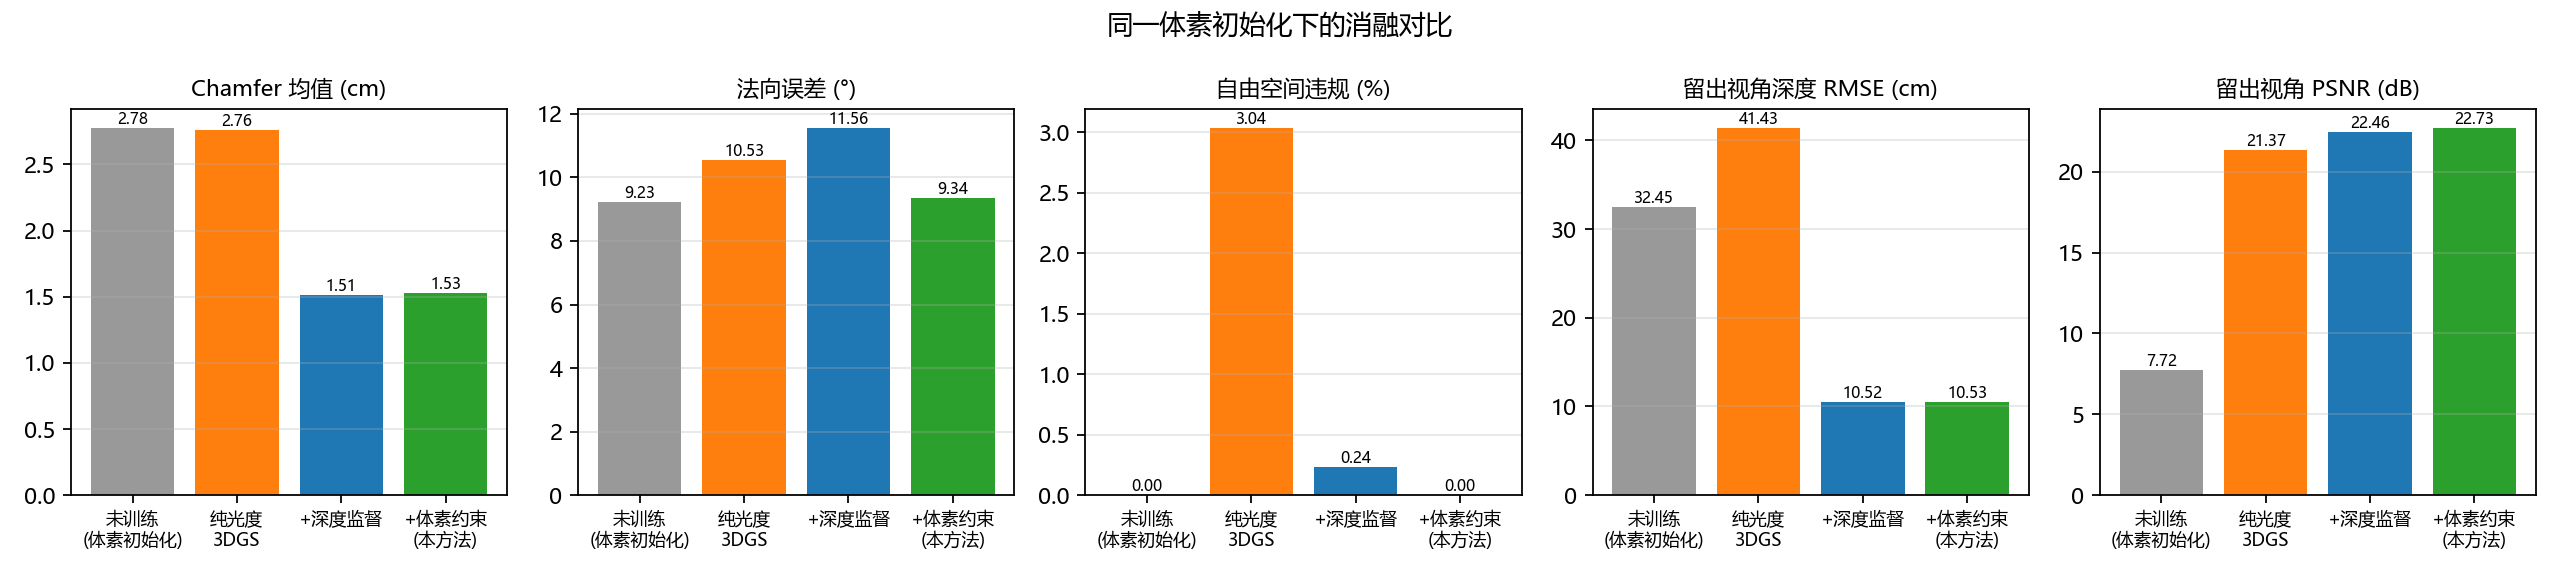 同一体素初始化下的消融对比
Chamfer 均值 (cm)
2.5
2.0
1.5
1.0
0.5
0.0
2.78
2.76
1.51
1.53
未训练
(体素初始化)
纯光度
3DGS
+深度监督
+体素约束
(本方法)
法向误差 (°)
12
10
8
6
4
2
0
9.23
10.53
11.56
9.34
未训练
(体素初始化)
纯光度
3DGS
+深度监督
+体素约束
(本方法)
自由空间违规 (%)
3.0
2.5
2.0
1.5
1.0
0.5
0.0
0.00
3.04
0.24
0.00
未训练
(体素初始化)
纯光度
3DGS
+深度监督
+体素约束
(本方法)
留出视角深度 RMSE (cm)
40
30
20
10
0
32.45
41.43
10.52
10.53
未训练
(体素初始化)
纯光度
3DGS
+深度监督
+体素约束
(本方法)
留出视角 PSNR (dB)
20
15
10
5
0
7.72
21.37
22.46
22.73
未训练
(体素初始化)
纯光度
3DGS
+深度监督
+体素约束
(本方法)